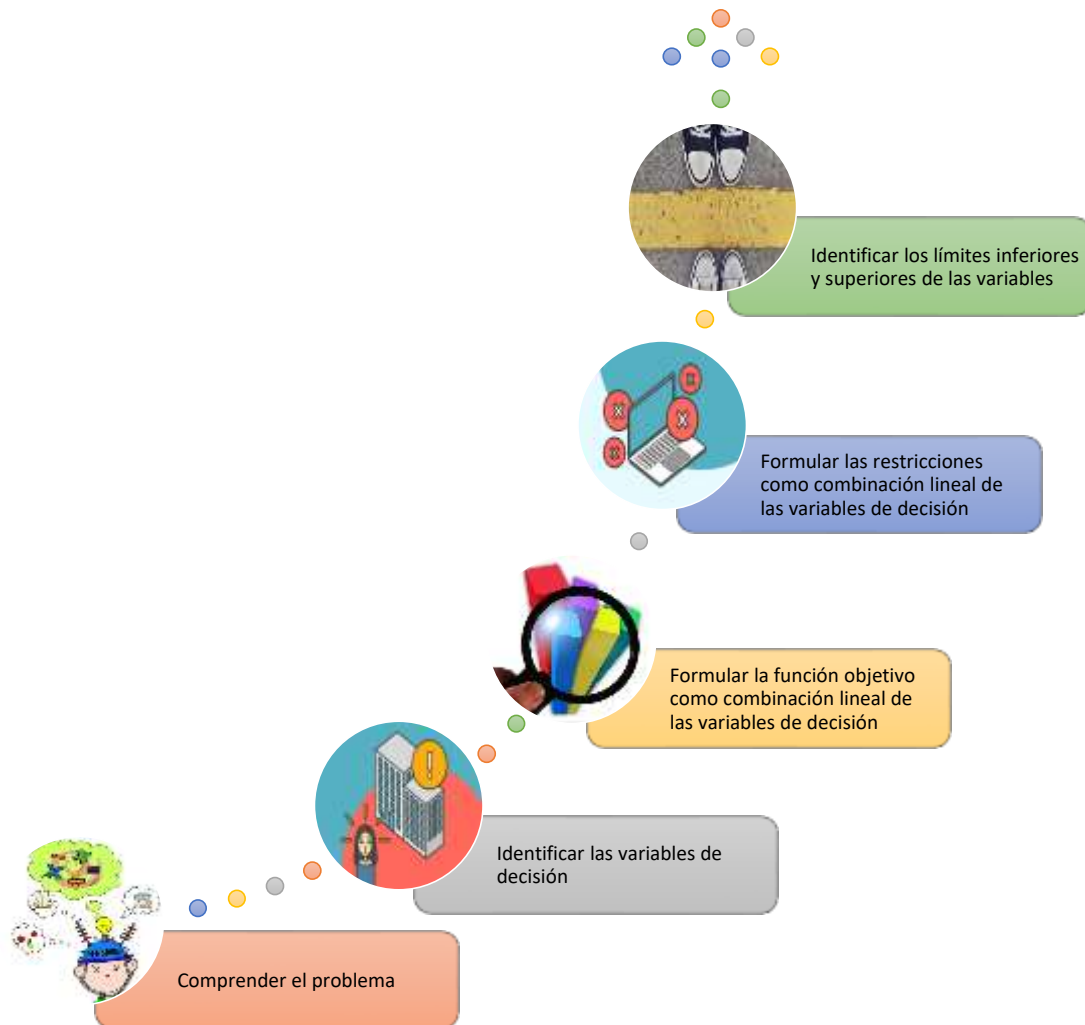 Identificar los límites inferiores
y superiores de las variables
Formular las restricciones
como combinación lineal de
las variables de decisión
Formular la función objetivo
como combinación lineal de
las variables de decisión
Identificar las variables de
decisión
Comprender el problema